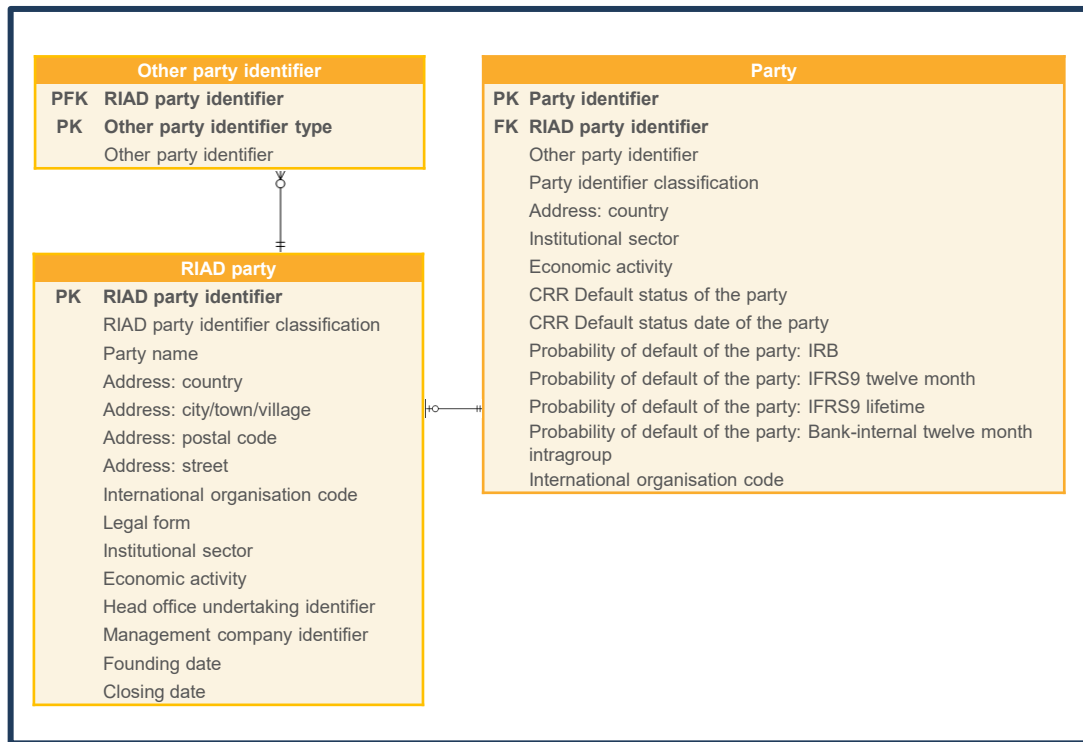 Other party identifier
PFK RIAD party identifier
PK Other party identifier type
Other party identifier
RIAD party
PK RIAD party identifier
RIAD party identifier classification
Party name
Address: country
Address: city/town/village
Address: postal code
Address: street
International organisation code
Legal form
Institutional sector
Economic activity
Head office undertaking identifier
Management company identifier
Founding date
Closing date
Party
PK Party identifier
FK RIAD party identifier
Other party identifier
Party identifier classification
Address: country
Institutional sector
Economic activity
CRR Default status of the party
CRR Default status date of the party
Probability of default of the party: IRB
Probability of default of the party: IFRS9 twelve month
Probability of default of the party: IFRS9 lifetime
Probability of default of the party: Bank-internal twelve month
intragroup
International organisation code